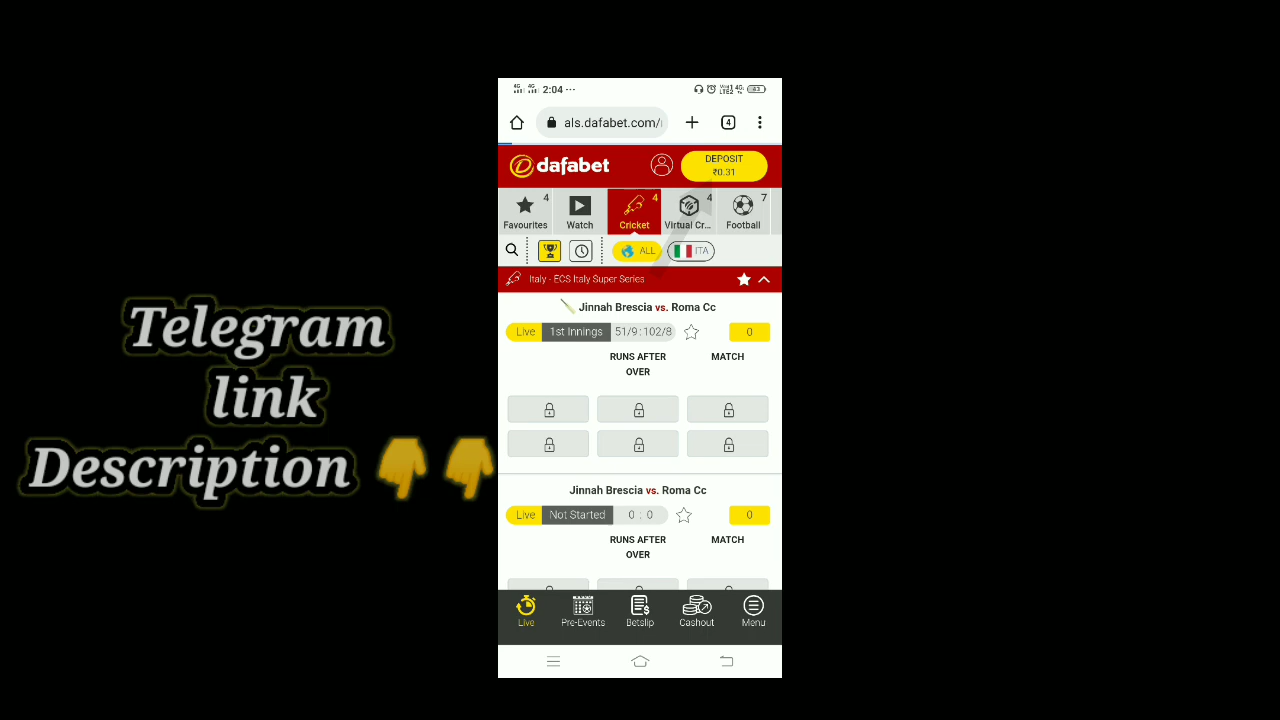 Telegram
link
Description 👇👇
2:04 ···
63
als.dafabet.com/
4
dafabet
DEPOSIT
₹0.31
4
4
4
7
Favourites
Watch
Cricket
Virtual Cr...
Football
ALL
ITA
Italy - ECS Italy Super Series
Jinnah Brescia vs. Roma Cc
Live 1st Innings 51/9 : 102/8 0
RUNS AFTER
OVER
MATCH
Jinnah Brescia vs. Roma Cc
Live Not Started 0 : 0 0
RUNS AFTER
OVER
MATCH
Live
Pre-Events
Betslip
Cashout
Menu